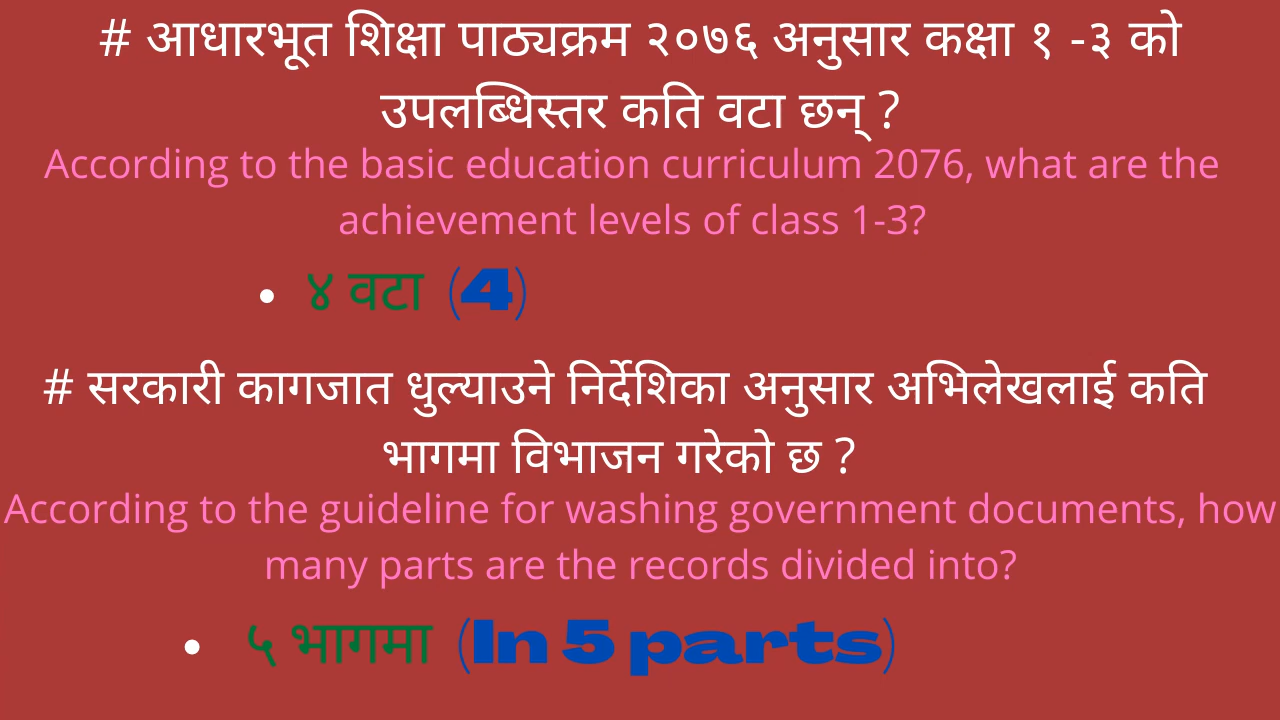 # आधारभूत शिक्षा पाठ्यक्रम २०७६ अनुसार कक्षा १ -३ को
उपलब्धिस्तर कति वटा छन् ?
According to the basic education curriculum 2076, what are the
achievement levels of class 1-3?
• ४ वटा (4)
# सरकारी कागजात धुल्याउने निर्देशिका अनुसार अभिलेखलाई कति
भागमा विभाजन गरेको छ ?
According to the guideline for washing government documents, how
many parts are the records divided into?
• ५ भागमा (In 5 parts)